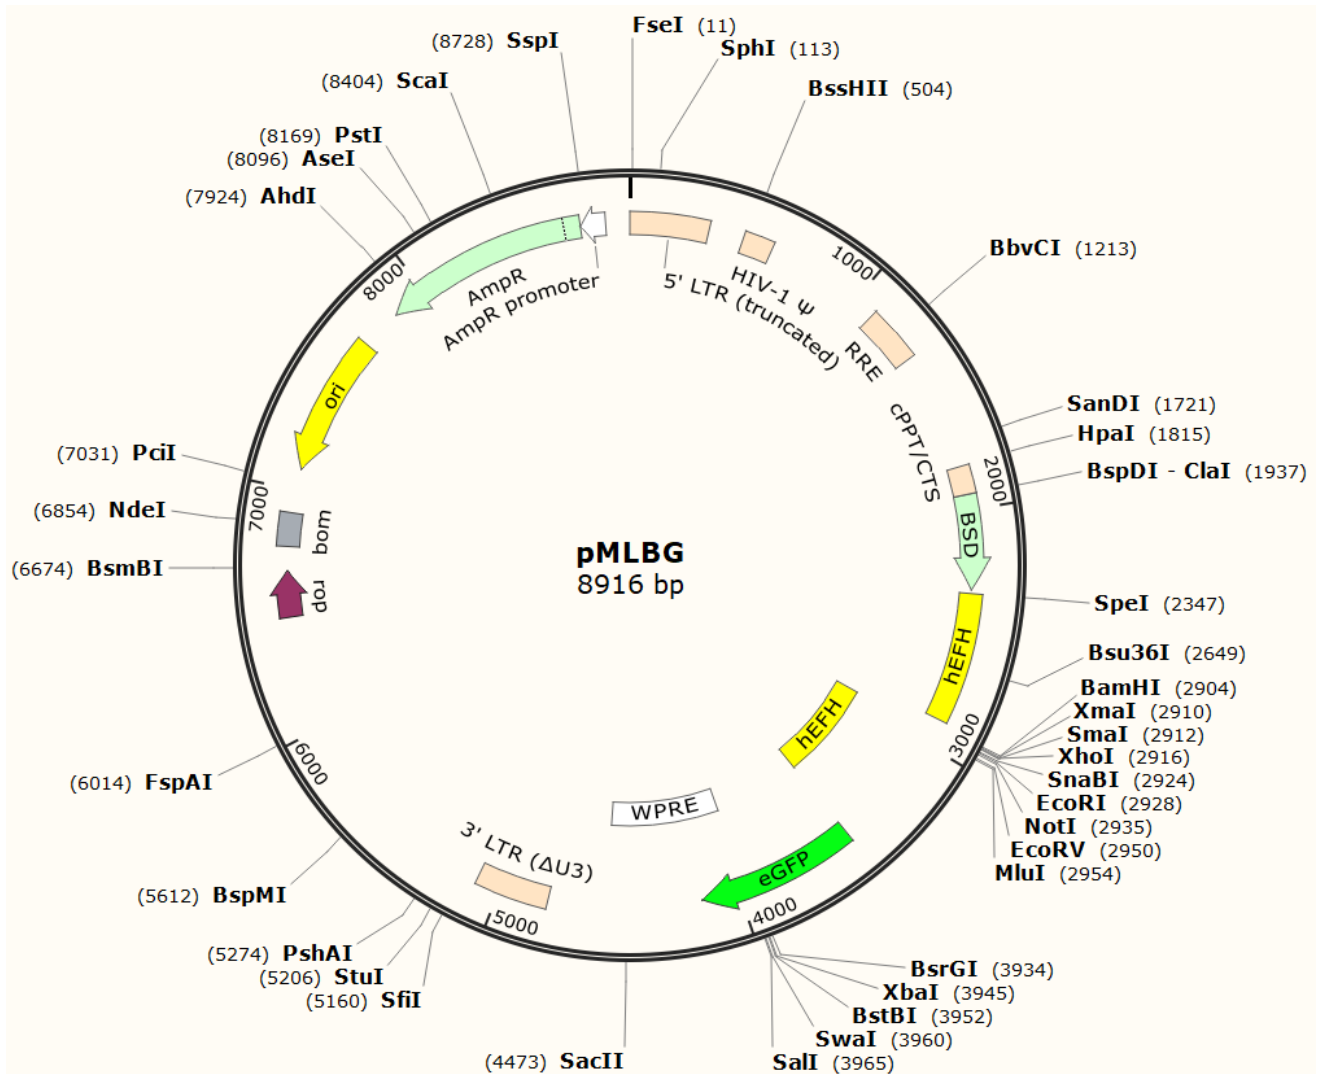 FseI (11)
SphI (113)
BssHII (504)
BbvCI (1213)
SanDI (1721)
HpaI (1815)
BspDI - ClaI (1937)
SpeI (2347)
Bsu36I (2649)
BamHI (2904)
XmaI (2910)
SmaI (2912)
XhoI (2916)
SnaBI (2924)
EcoRI (2928)
NotI (2935)
EcoRV (2950)
MluI (2954)
BsrGI (3934)
XbaI (3945)
BstBI (3952)
SwaI (3960)
SalI (3965)
(4473) SacII
(5160) SfiI
(5206) StuI
(5274) PshAI
(5612) BspMI
(6014) FspAI
(6674) BsmBI
(6854) NdeI
(7031) PciI
(7924) AhdI
(8096) AseI
(8169) PstI
(8404) ScaI
(8728) SspI
1000
2000
3000
4000
5000
6000
7000
8000
5' LTR (truncated)
HIV-1 Ψ
RRE
cPPT/CTS
BSD
hEFH
hEFH
eGFP
WPRE
3' LTR (ΔU3)
rop
bom
ori
AmpR
AmpR promoter
pMLBG
8916 bp